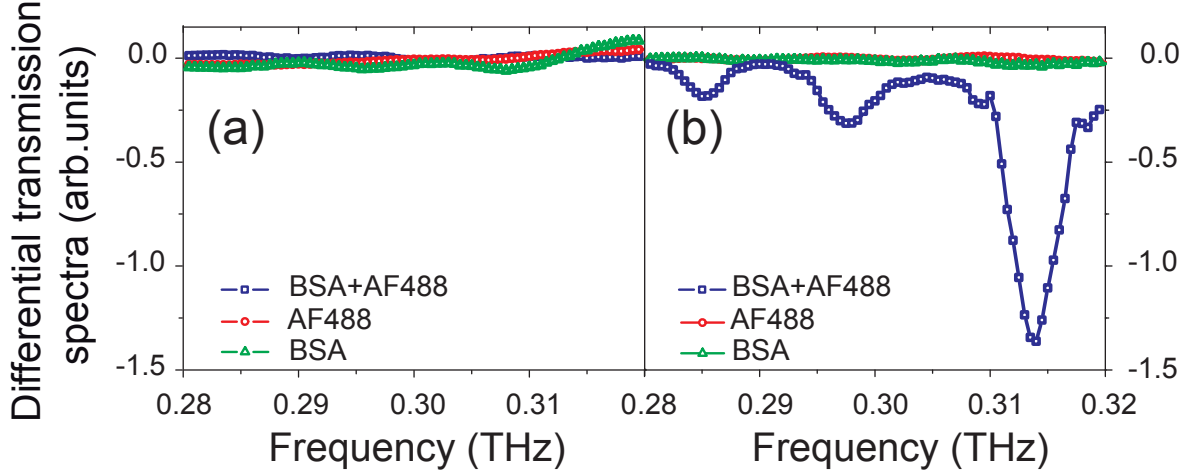 Differential transmission
spectra (arb.units)
0.0
-0.5
-1.0
-1.5
(a)
BSA+AF488
AF488
BSA
0.28
0.29
0.30
0.31
Frequency (THz)
(b)
BSA+AF488
AF488
BSA
0.28
0.29
0.30
0.31
0.32
Frequency (THz)
0.0
-0.5
-1.0
-1.5